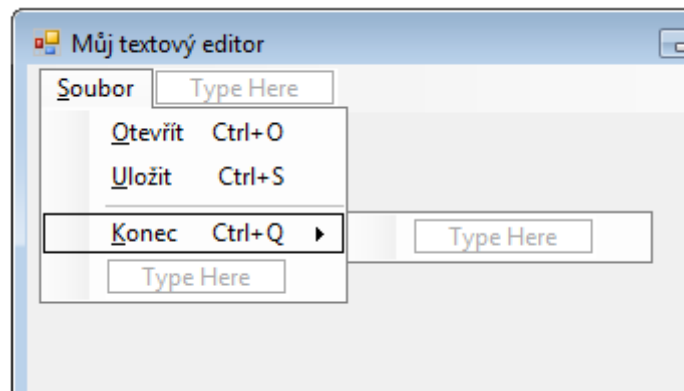 Můj textový editor
Soubor Type Here
Otevřít Ctrl+O
Uložit Ctrl+S
Konec Ctrl+Q Type Here
Type Here